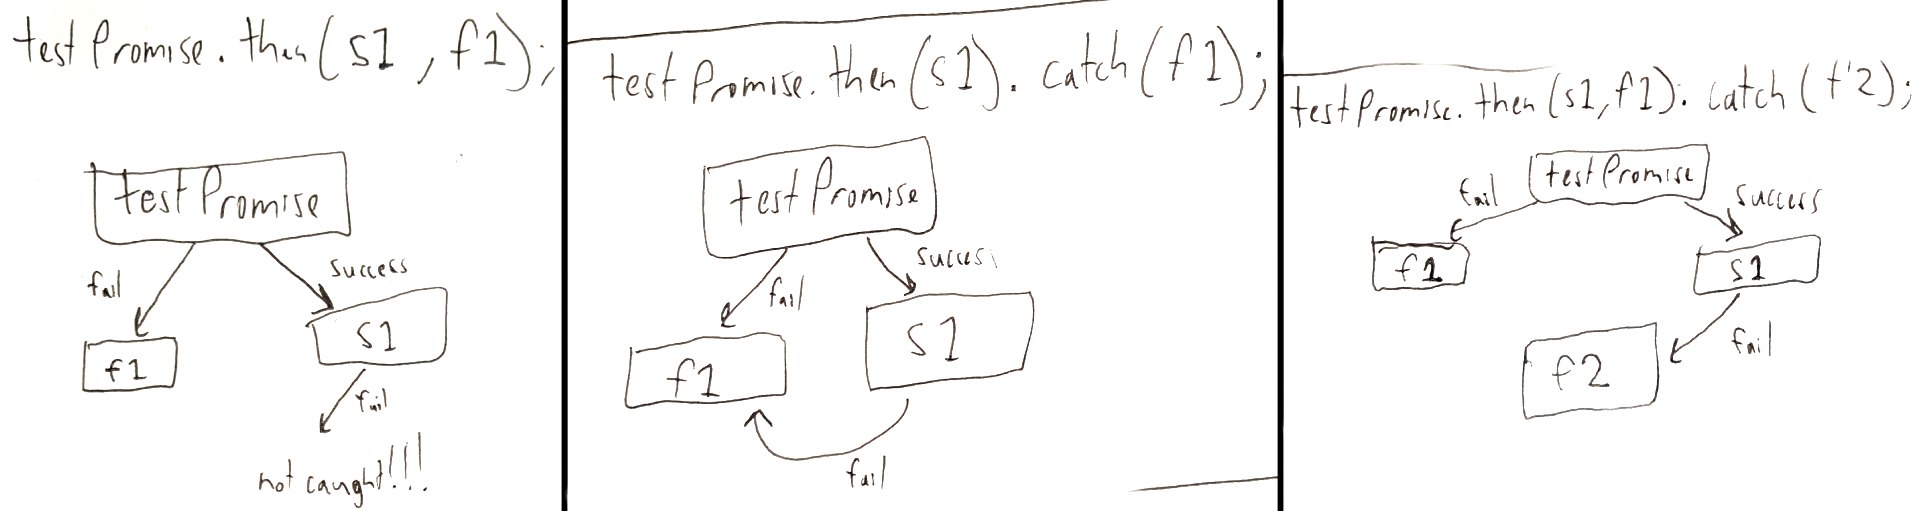 testPromise.then(s1, f1);
testPromise
fail
success
f1
s1
fail
not caught!!!
testPromise.then(s1).catch(f1);
testPromise
fail
succes
f1
s1
fail
testPromise.then(s1,f1).catch(f2);
testPromise
fail
success
f1
s1
fail
f2